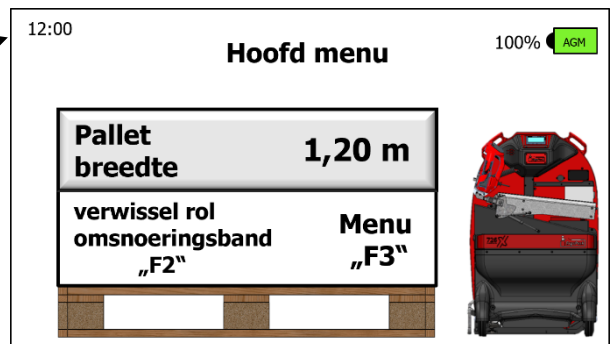 12:00
Hoofd menu
100% AGM
Pallet
breedte
1,20 m
verwissel rol
omsnoeringsband
„F2“
Menu
„F3“